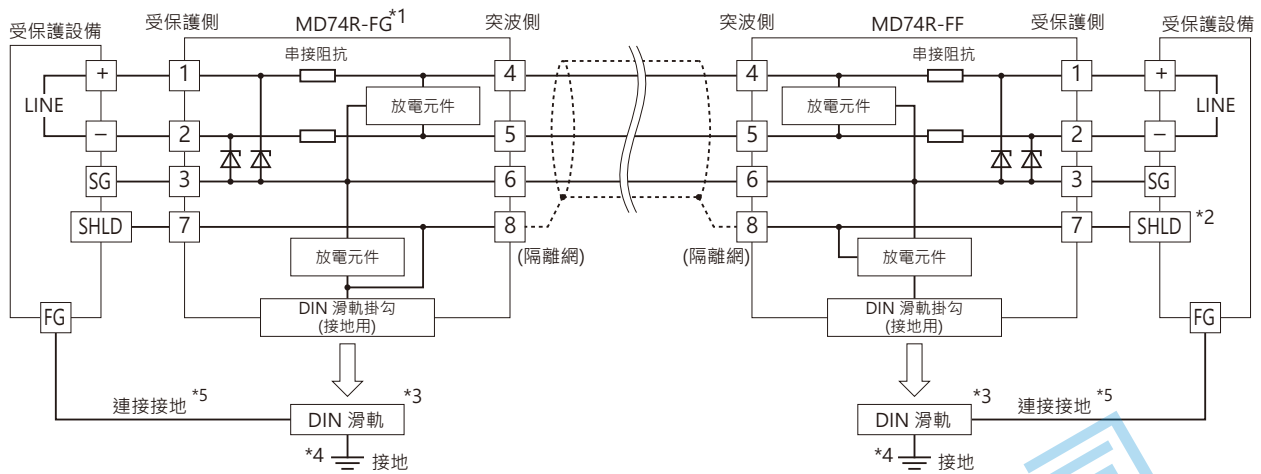 受保護設備
受保護側
MD74R-FG*1
突波側
突波側
MD74R-FF
受保護側
受保護設備
串接阻抗
串接阻抗
+ 1 4 4 1 +
LINE
放電元件
放電元件
LINE
− 2 5 5 2 −
SG 3 6 6 3 SG
SHLD 7 8 8 7 SHLD *2
(隔離網)
(隔離網)
放電元件
放電元件
DIN 滑軌掛勾
(接地用)
DIN 滑軌掛勾
(接地用)
FG
FG
連接接地 *5
*3
*3
連接接地 *5
DIN 滑軌
DIN 滑軌
*4 接地
*4 接地